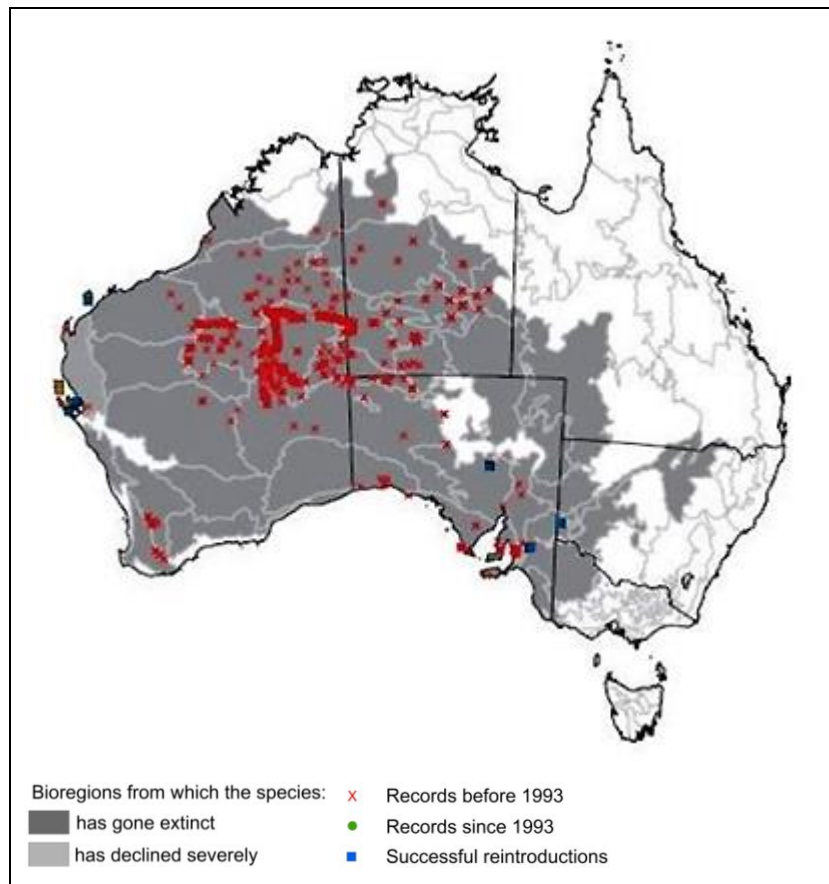 Bioregions from which the species:
has gone extinct
has declined severely
x Records before 1993
Records since 1993
Successful reintroductions